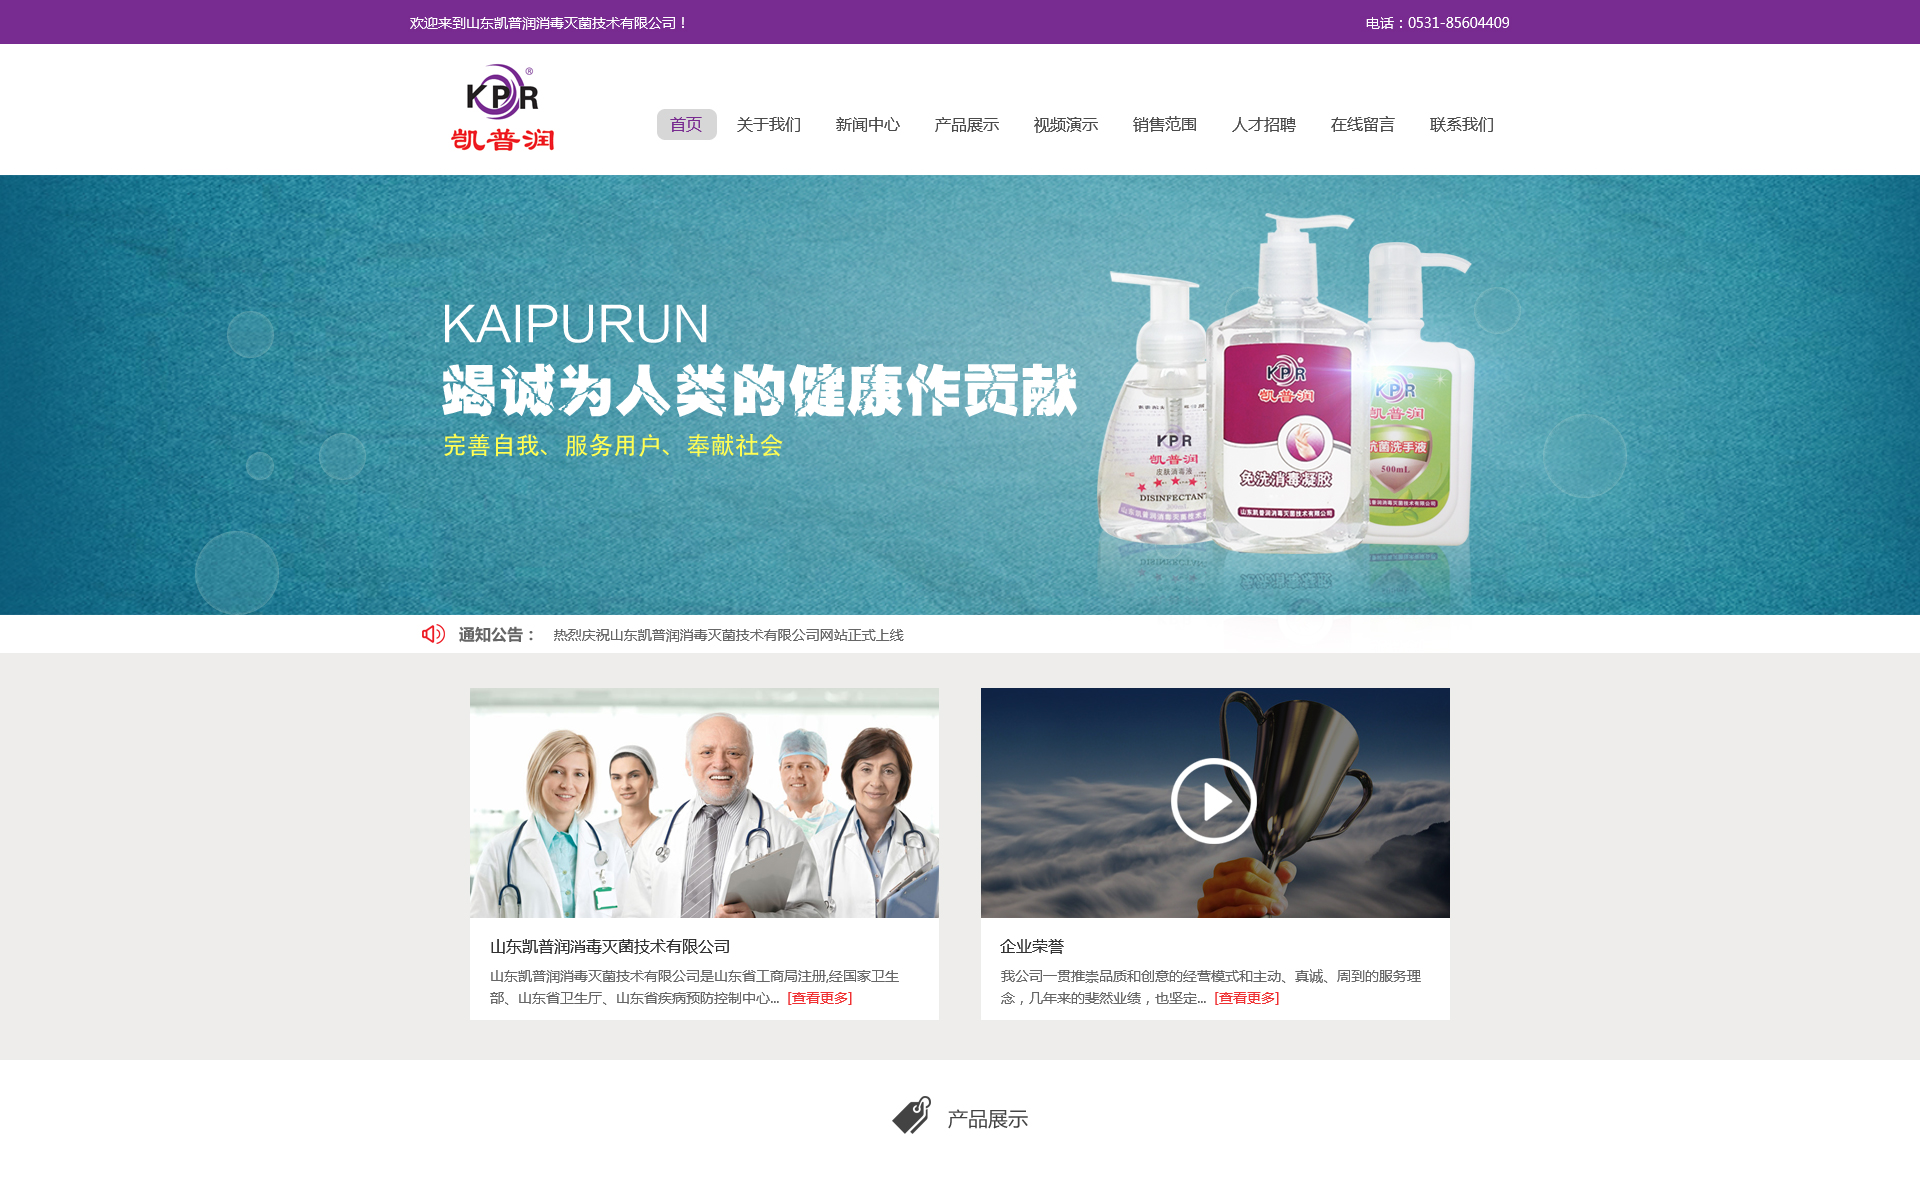 欢迎来到山东凯普润消毒灭菌技术有限公司！
电话：0531-85604409
KPR®
凯普润
首页 关于我们 新闻中心 产品展示 视频演示 销售范围 人才招聘 在线留言 联系我们
KAIPURUN
竭诚为人类的健康作贡献
完善自我、服务用户、奉献社会
KPR
凯普润
皮肤消毒液
DISINFECTANT
KPR
凯普润
免洗消毒凝胶
山东凯普润消毒灭菌技术有限公司
KPR
凯普润
抗菌洗手液
500mL
通知公告：
热烈庆祝山东凯普润消毒灭菌技术有限公司网站正式上线
山东凯普润消毒灭菌技术有限公司
山东凯普润消毒灭菌技术有限公司是山东省工商局注册,经国家卫生
部、山东省卫生厅、山东省疾病预防控制中心... [查看更多]
企业荣誉
我公司一贯推崇品质和创意的经营模式和主动、真诚、周到的服务理
念，几年来的斐然业绩，也坚定... [查看更多]
产品展示